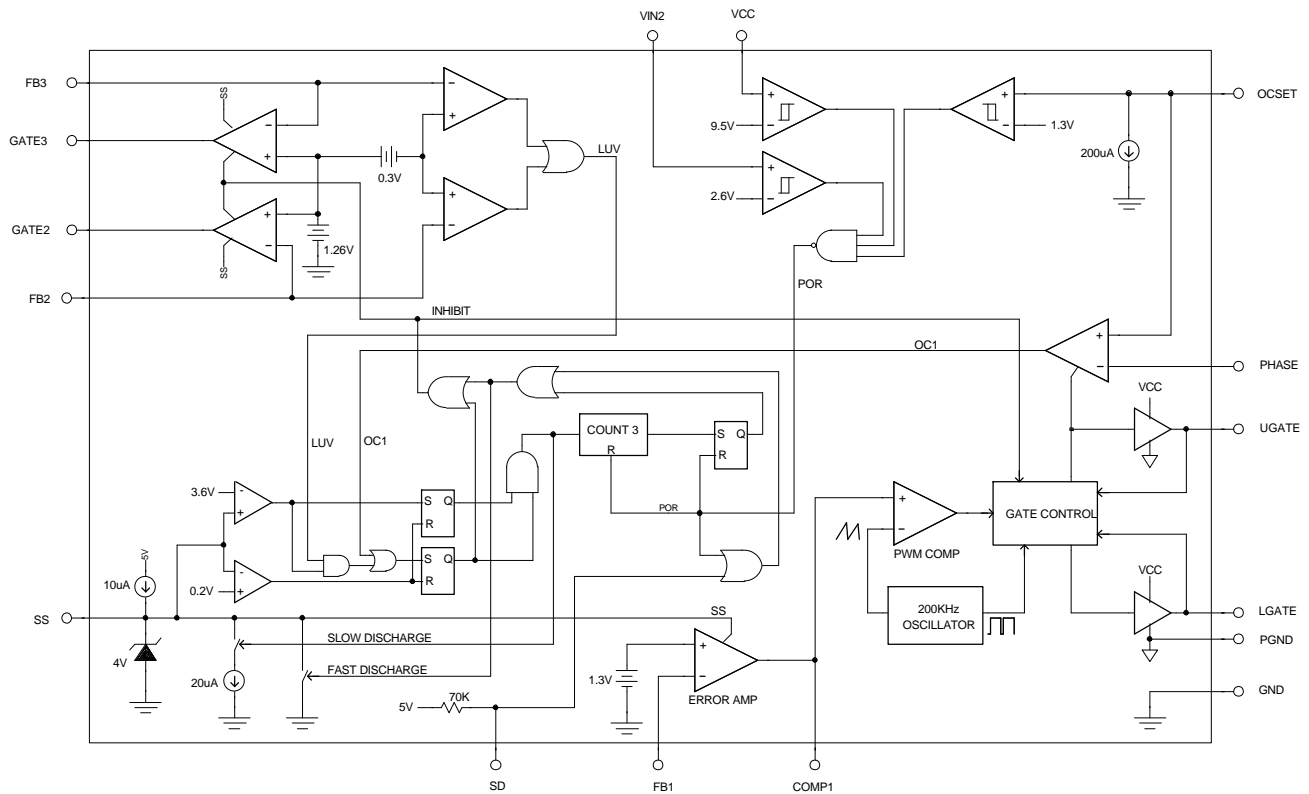 VIN2
VCC
FB3
SS
GATE3
0.3V
LUV
9.5V
2.6V
1.3V
200uA
OCSET
GATE2
1.26V
SS
FB2
POR
INHIBIT
OC1
PHASE
VCC
UGATE
LUV
OC1
COUNT 3
R
S Q
R
3.6V
S Q
R
POR
GATE CONTROL
PWM COMP
5V
10uA
0.2V
S Q
R
VCC
SS
SS
200KHz
OSCILLATOR
LGATE
PGND
4V
SLOW DISCHARGE
20uA
FAST DISCHARGE
1.3V
ERROR AMP
GND
5V
70K
SD
FB1
COMP1